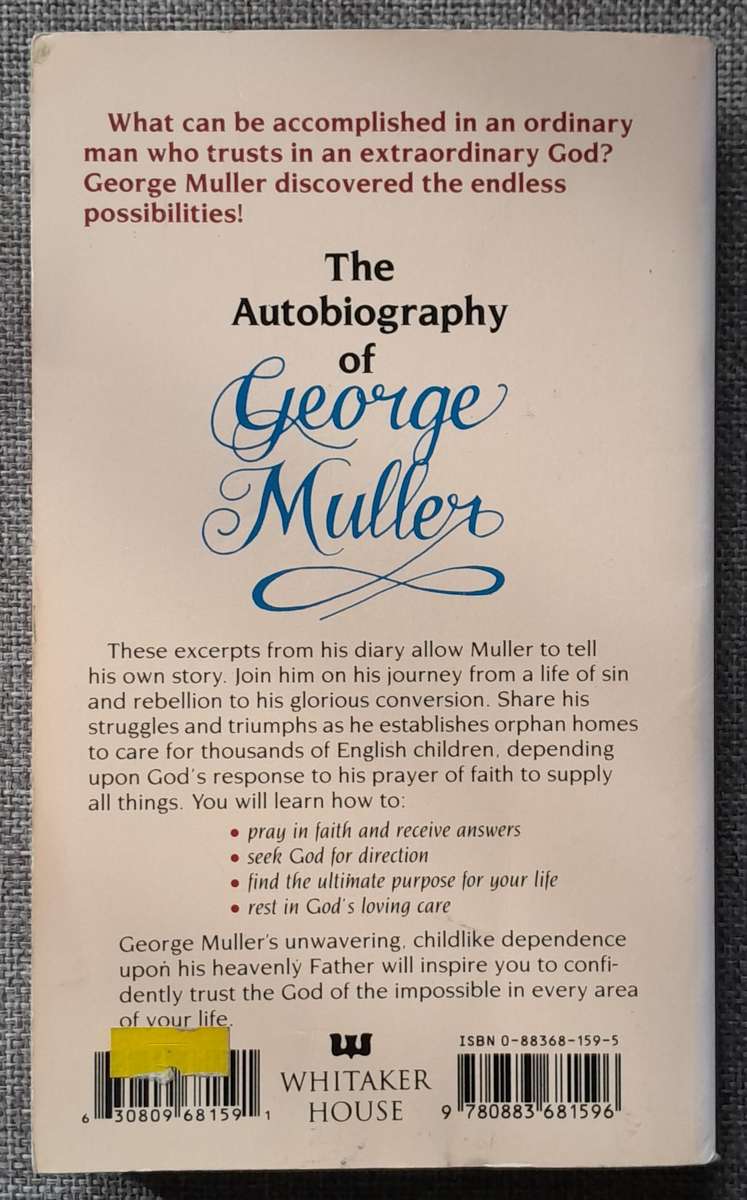 What can be accomplished in an ordinary
man who trusts in an extraordinary God?
George Muller discovered the endless
possibilities!
The
Autobiography
of
George
Muller
These excerpts from his diary allow Muller to tell
his own story. Join him on his journey from a life of sin
and rebellion to his glorious conversion. Share his
struggles and triumphs as he establishes orphan homes
to care for thousands of English children, depending
upon God's response to his prayer of faith to supply
all things. You will learn how to:
• pray in faith and receive answers
• seek God for direction
• find the ultimate purpose for your life
• rest in God's loving care
George Muller's unwavering, childlike dependence
upon his heavenly Father will inspire you to confi-
dently trust the God of the impossible in every area
of your life.
6 30809 68159 1
WHITAKER
HOUSE
ISBN 0-88368-159-5
9 780883 681596